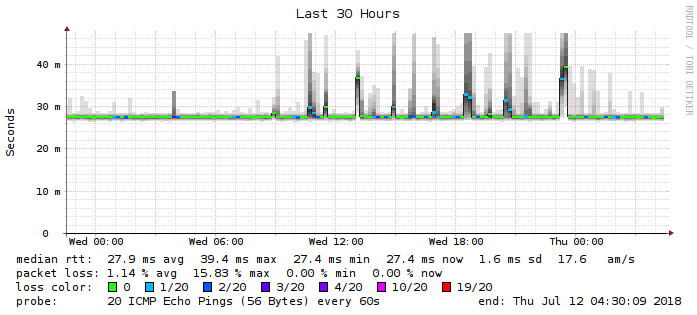 Last 30 Hours
RRDTOOL / TOBI OETIKER
Seconds
40 m
30 m
20 m
10 m
0
Wed 00:00 Wed 06:00 Wed 12:00 Wed 18:00 Thu 00:00
median rtt: 27.9 ms avg 39.4 ms max 27.4 ms min 27.4 ms now 1.6 ms sd 17.6 am/s
packet loss: 1.14 % avg 15.83 % max 0.00 % min 0.00 % now
loss color: 0 1/20 2/20 3/20 4/20 10/20 19/20
probe: 20 ICMP Echo Pings (56 Bytes) every 60s end: Thu Jul 12 04:30:09 2018